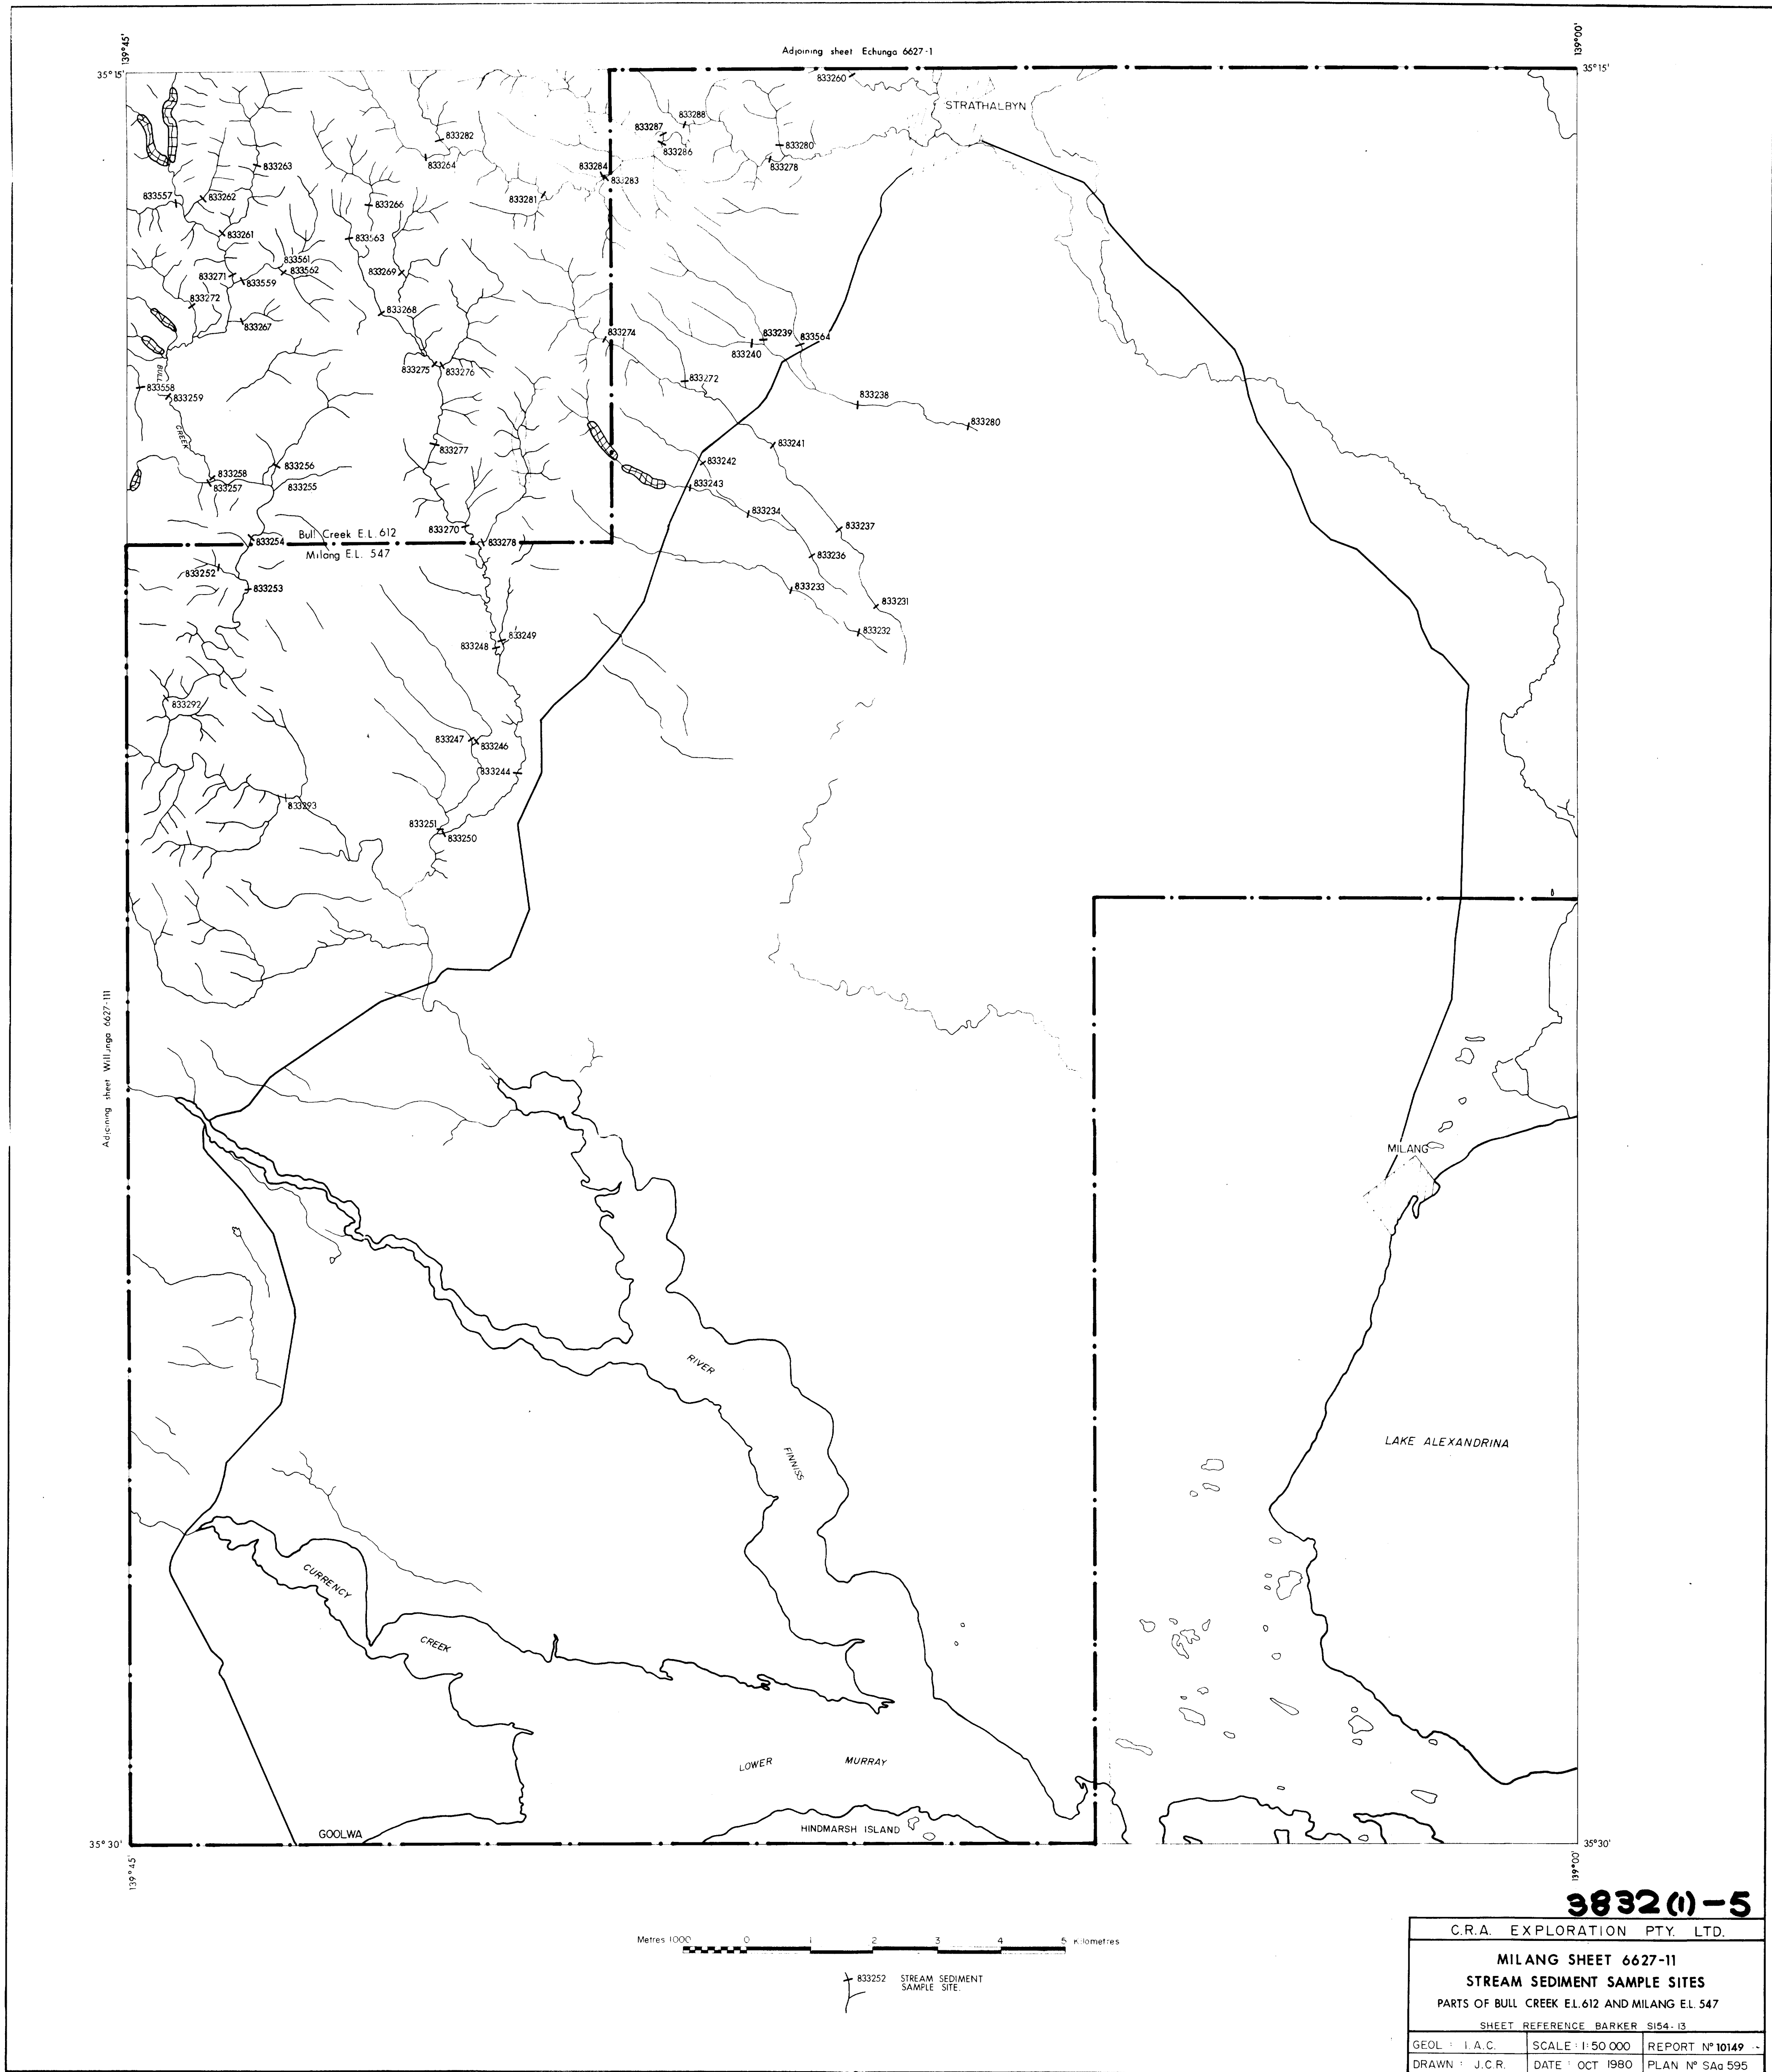 139°45'
Adjoining sheet Echunga 6627-1
139°00'
35°15'
35°15'
833260
STRATHALBYN
833288
833287
833286
833280
833278
833282
833264
833263
833284
833283
833281
833557
833262
833266
833261
833563
833561
833562
833271
833559
833269
833272
833267
833268
833274
833239
833564
833240
833275
833276
833272
BULL
833558
833259
833238
833280
CREEK
833277
833241
833256
833242
833258
833257
833255
833243
833234
833270
833237
Bull Creek E.L. 612
833254
833278
Milang E.L. 547
833236
833252
833253
833233
833231
833249
833248
833232
833292
833247
833246
833244
833293
833251
833250
Adjoining sheet Willunga 6627-111
MILANG
RIVER
FINNISS
LAKE ALEXANDRINA
CURRENCY
CREEK
LOWER MURRAY
GOOLWA
HINDMARSH ISLAND
35°30'
35°30'
139°45'
139°00'
3832(1)-5
Metres 1000 0 1 2 3 4 5 Kilometres
833252 STREAM SEDIMENT
SAMPLE SITE.
C.R.A. EXPLORATION PTY. LTD.
MILANG SHEET 6627-11
STREAM SEDIMENT SAMPLE SITES
PARTS OF BULL CREEK E.L.612 AND MILANG E.L. 547
SHEET REFERENCE BARKER SI54-13
GEOL : I.A.C. SCALE : 1:50 000 REPORT Nº 10149
DRAWN : J.C.R. DATE : OCT 1980 PLAN Nº SAa 595